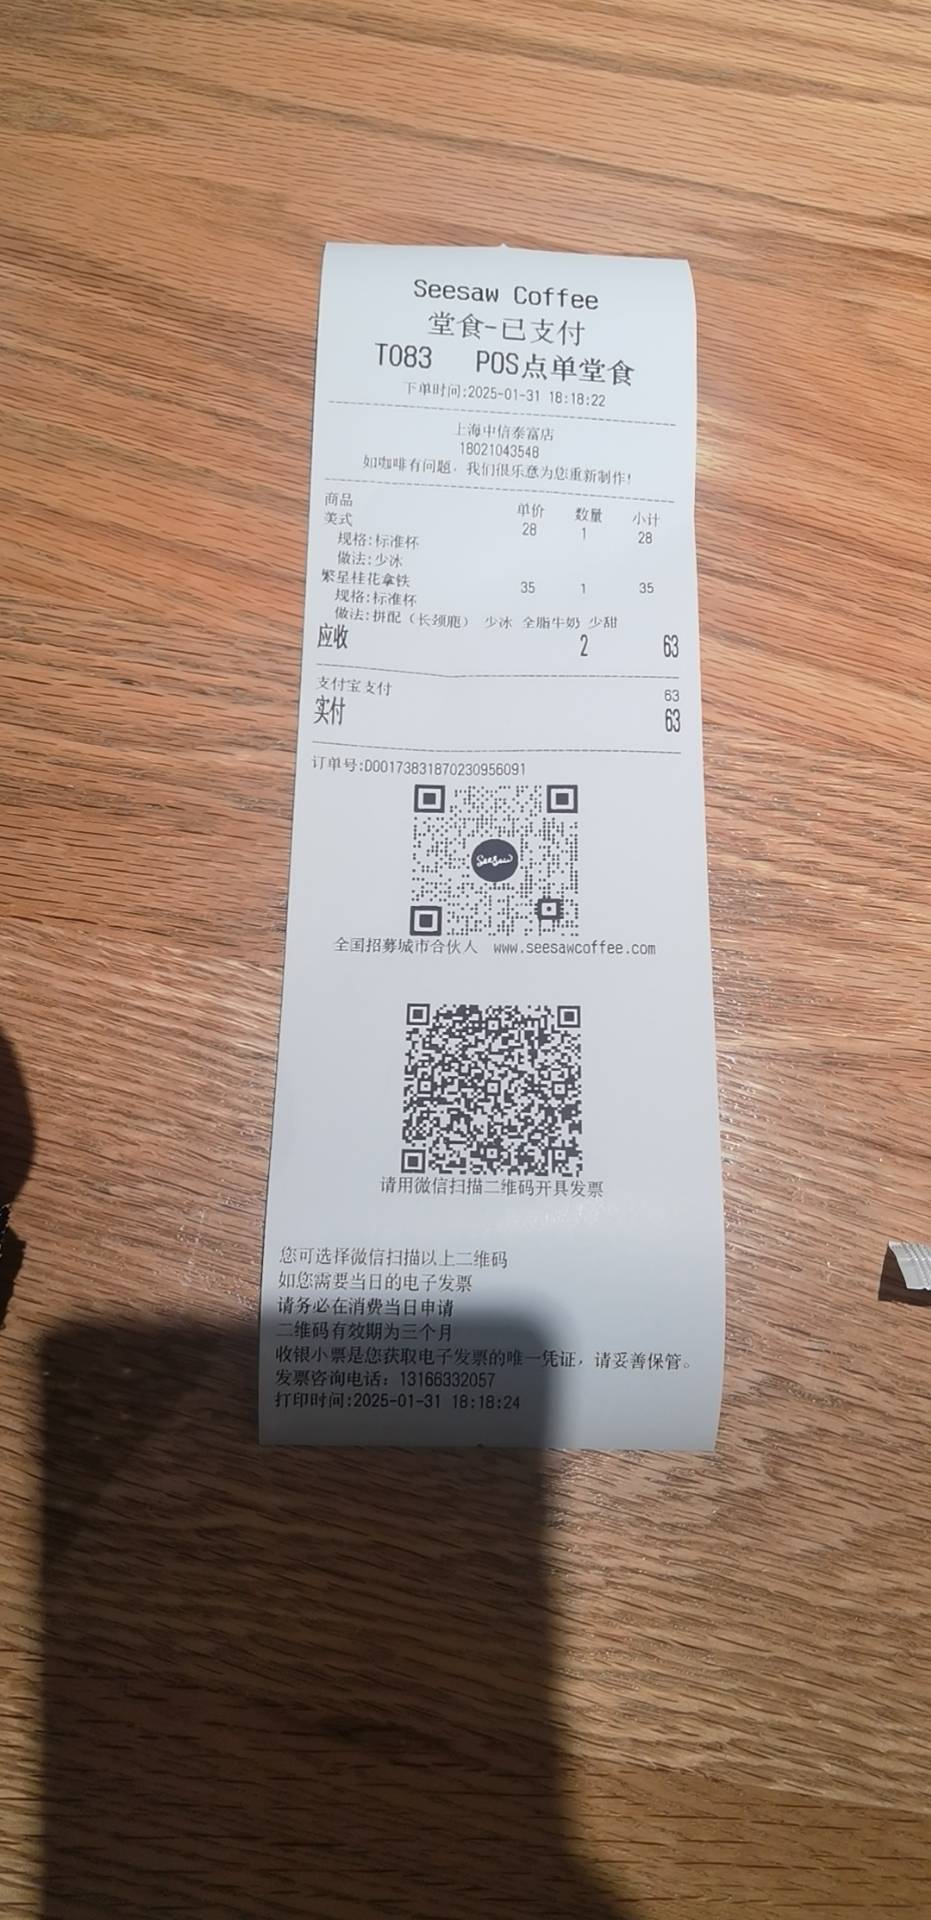 Seesaw Coffee
堂食-已支付
T083 POS点单堂食
下单时间:2025-01-31 18:18:22
上海中信泰富店
18021043548
如咖啡有问题，我们很乐意为您重新制作!
商品 单价 数量 小计
美式 28 1 28
规格:标准杯
做法:少冰
繁星桂花拿铁 35 1 35
规格:标准杯
做法:拼配（长颈鹿） 少冰 全脂牛奶 少甜
应收 2 63
支付宝支付 63
实付 63
订单号:D00173831870230956091
Seesaw
全国招募城市合伙人 www.seesawcoffee.com
请用微信扫描二维码开具发票
您可选择微信扫描以上二维码
如您需要当日的电子发票
请务必在消费当日申请
二维码有效期为三个月
收银小票是您获取电子发票的唯一凭证，请妥善保管。
发票咨询电话：13166332057
打印时间:2025-01-31 18:18:24